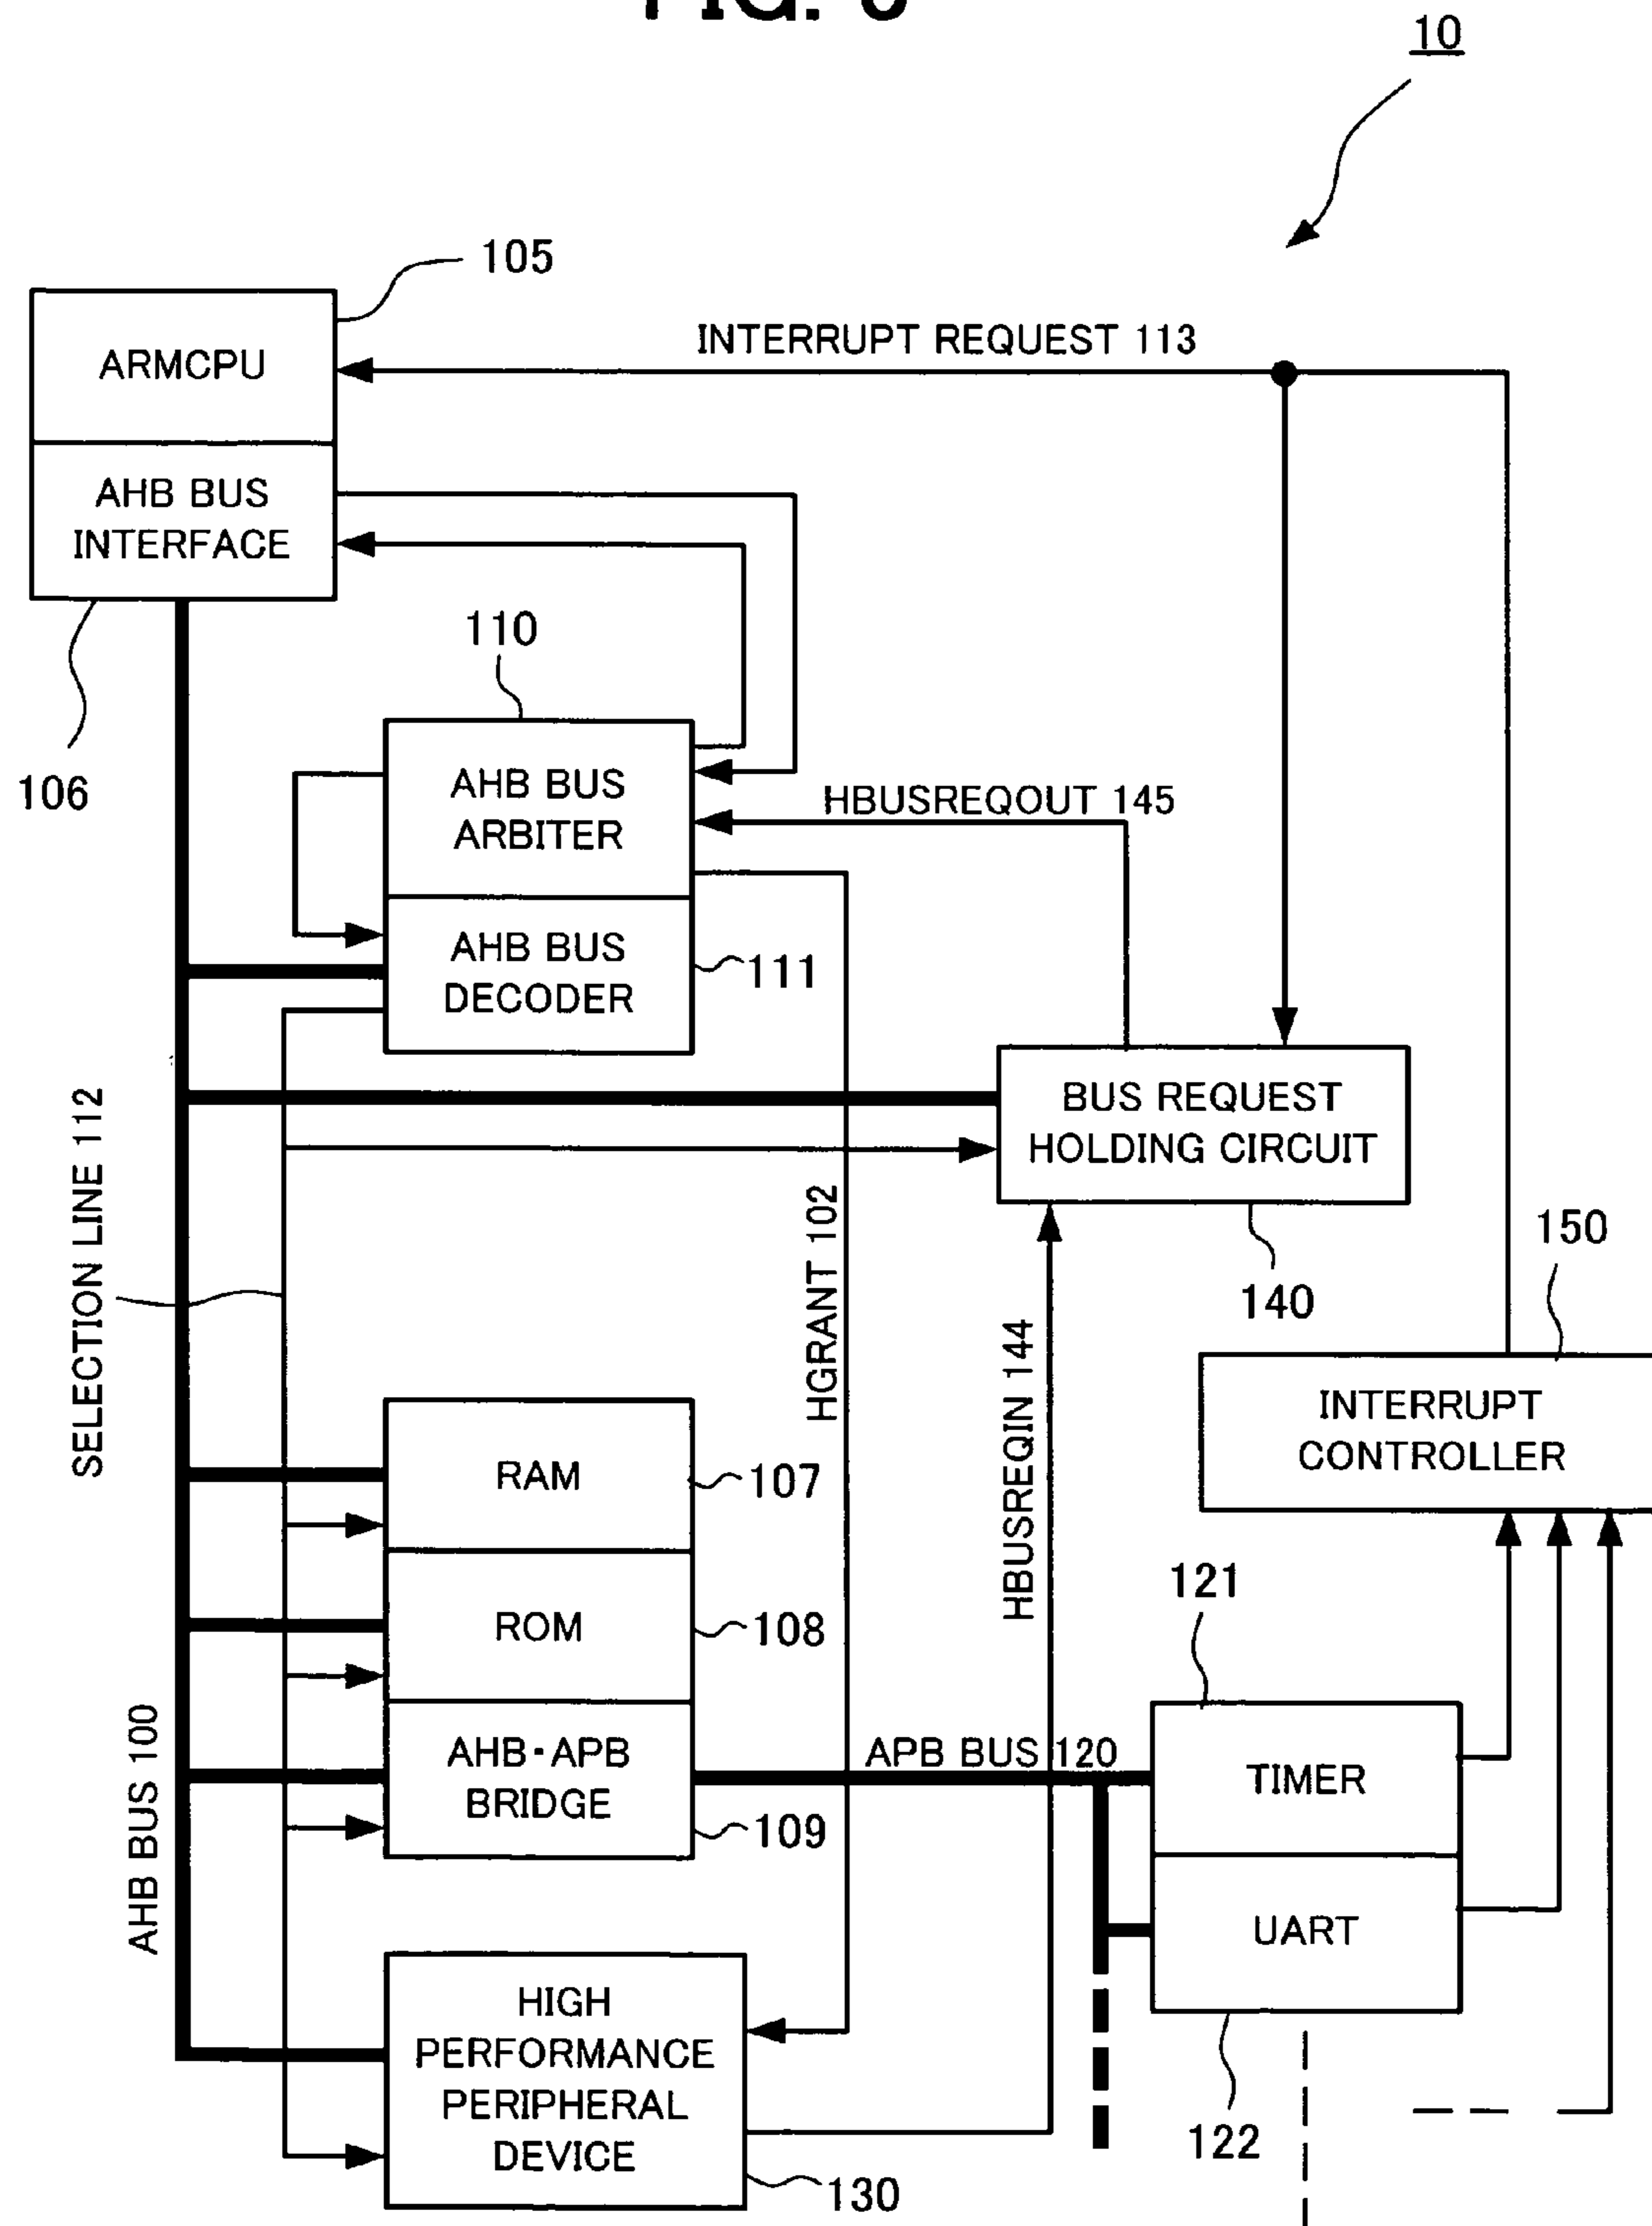 FIG.
10
105
INTERRUPT REQUEST 113
ARMCPU
AHB BUS
INTERFACE
110
106
AHB BUS
ARBITER
HBUSREQOUT 145
AHB BUS
DECODER
111
BUS REQUEST
HOLDING CIRCUIT
SELECTION LINE 112
HGRANT 102
140
150
HBUSREQIN 144
INTERRUPT
CONTROLLER
RAM
107
121
ROM
108
AHB BUS 100
AHB・APB
BRIDGE
109
APB BUS 120
TIMER
UART
HIGH
PERFORMANCE
PERIPHERAL
DEVICE
122
130